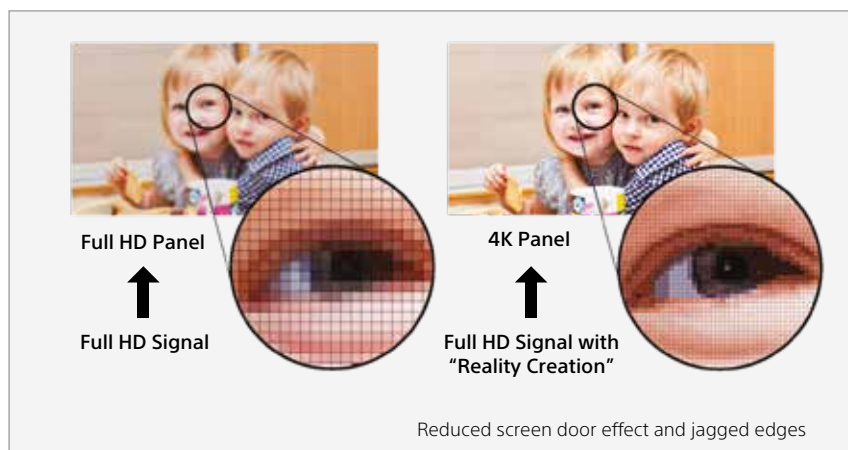 Full HD Panel
Full HD Signal
4K Panel
Full HD Signal with
“Reality Creation”
Reduced screen door effect and jagged edges